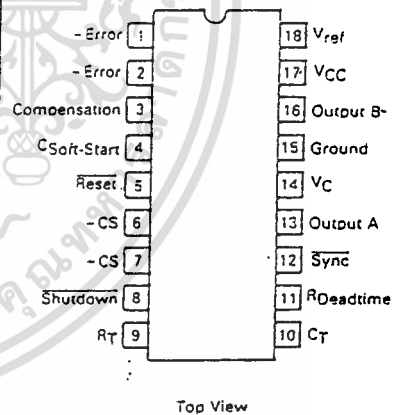 - Error 1
- Error 2
Compensation 3
CSoft-Start 4
Reset 5
- CS 6
- CS 7
Shutdown 8
RT 9
18 Vref
17 VCC
16 Output B-
15 Ground
14 VC
13 Output A
12 Sync
11 RDeadtime
10 CT
Top View